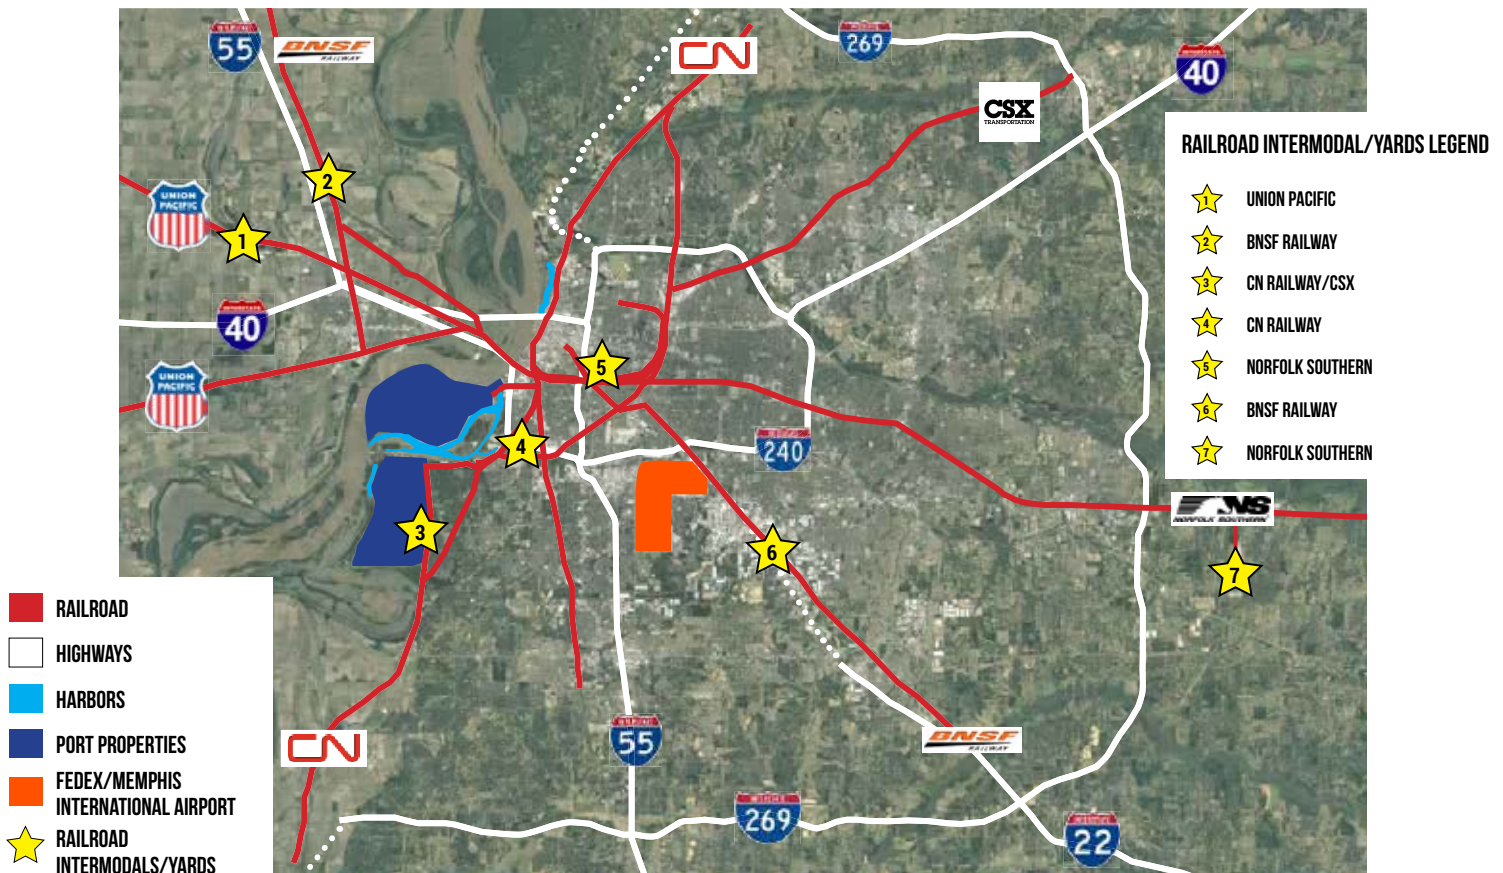 55
BNSF
RAILWAY
CN
269
40
CSX
TRANSPORTATION
RAILROAD INTERMODAL/YARDS LEGEND
1 UNION PACIFIC
2 BNSF RAILWAY
3 CN RAILWAY/CSX
4 CN RAILWAY
5 NORFOLK SOUTHERN
6 BNSF RAILWAY
7 NORFOLK SOUTHERN
2
UNION
PACIFIC
1
INTERSTATE
40
UNION
PACIFIC
5
4
240
3
6
NS
NORFOLK SOUTHERN
7
RAILROAD
HIGHWAYS
HARBORS
PORT PROPERTIES
FEDEX/MEMPHIS
INTERNATIONAL AIRPORT
RAILROAD
INTERMODALS/YARDS
CN
55
BNSF
RAILWAY
269
22